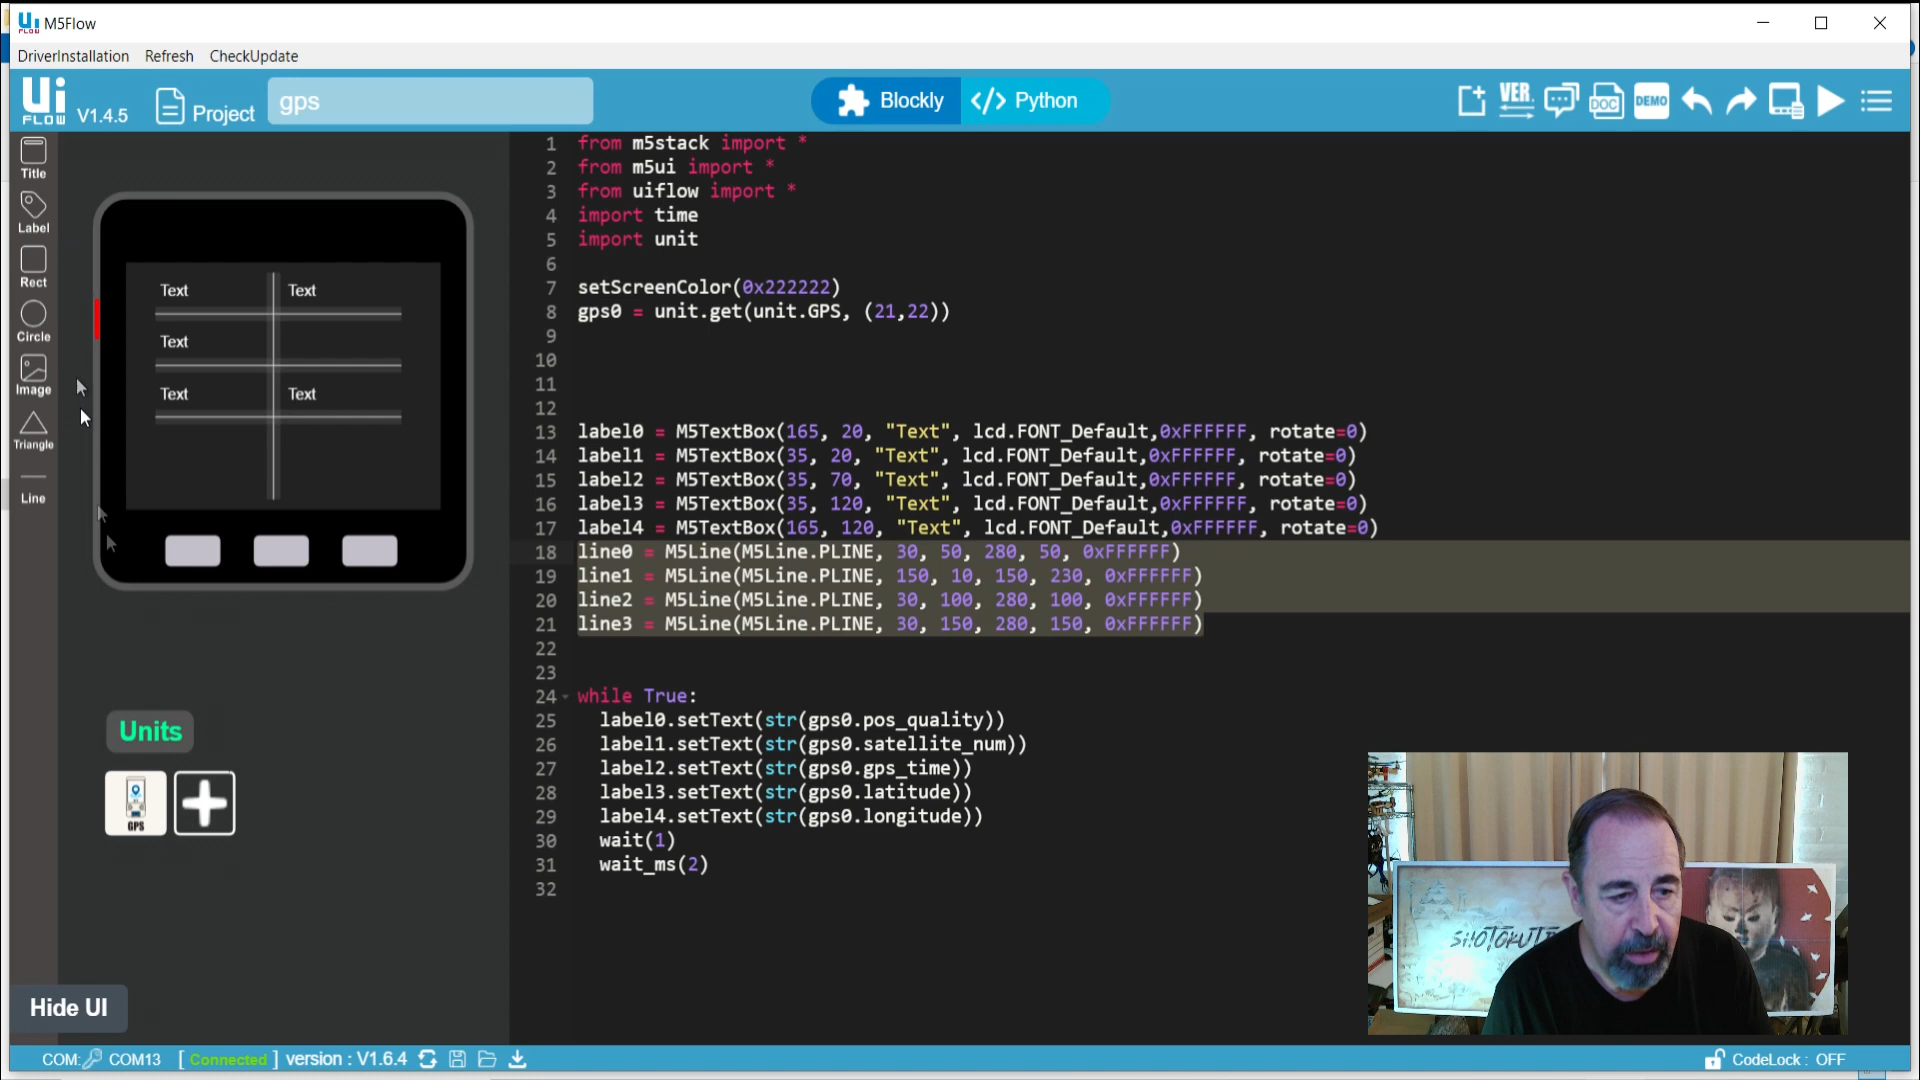 Ui
FLOW
M5Flow
DriverInstallation Refresh CheckUpdate
Ui
FLOW
V1.4.5
Project
gps
Blockly
</> Python
VER.
DOC
DEMO
Title
Label
Rect
Circle
Image
Triangle
Line
Text Text
Text
Text Text
Units
GPS
Hide UI
1 from m5stack import *
2 from m5ui import *
3 from uiflow import *
4 import time
5 import unit
6
7 setScreenColor(0x222222)
8 gps0 = unit.get(unit.GPS, (21,22))
9
10
11
12
13 label0 = M5TextBox(165, 20, "Text", lcd.FONT_Default,0xFFFFFF, rotate=0)
14 label1 = M5TextBox(35, 20, "Text", lcd.FONT_Default,0xFFFFFF, rotate=0)
15 label2 = M5TextBox(35, 70, "Text", lcd.FONT_Default,0xFFFFFF, rotate=0)
16 label3 = M5TextBox(35, 120, "Text", lcd.FONT_Default,0xFFFFFF, rotate=0)
17 label4 = M5TextBox(165, 120, "Text", lcd.FONT_Default,0xFFFFFF, rotate=0)
18 line0 = M5Line(M5Line.PLINE, 30, 50, 280, 50, 0xFFFFFF)
19 line1 = M5Line(M5Line.PLINE, 150, 10, 150, 230, 0xFFFFFF)
20 line2 = M5Line(M5Line.PLINE, 30, 100, 280, 100, 0xFFFFFF)
21 line3 = M5Line(M5Line.PLINE, 30, 150, 280, 150, 0xFFFFFF)
22
23
24 while True:
25 label0.setText(str(gps0.pos_quality))
26 label1.setText(str(gps0.satellite_num))
27 label2.setText(str(gps0.gps_time))
28 label3.setText(str(gps0.latitude))
29 label4.setText(str(gps0.longitude))
30 wait(1)
31 wait_ms(2)
32
COM: COM13 [ Connected ] version : V1.6.4
CodeLock : OFF